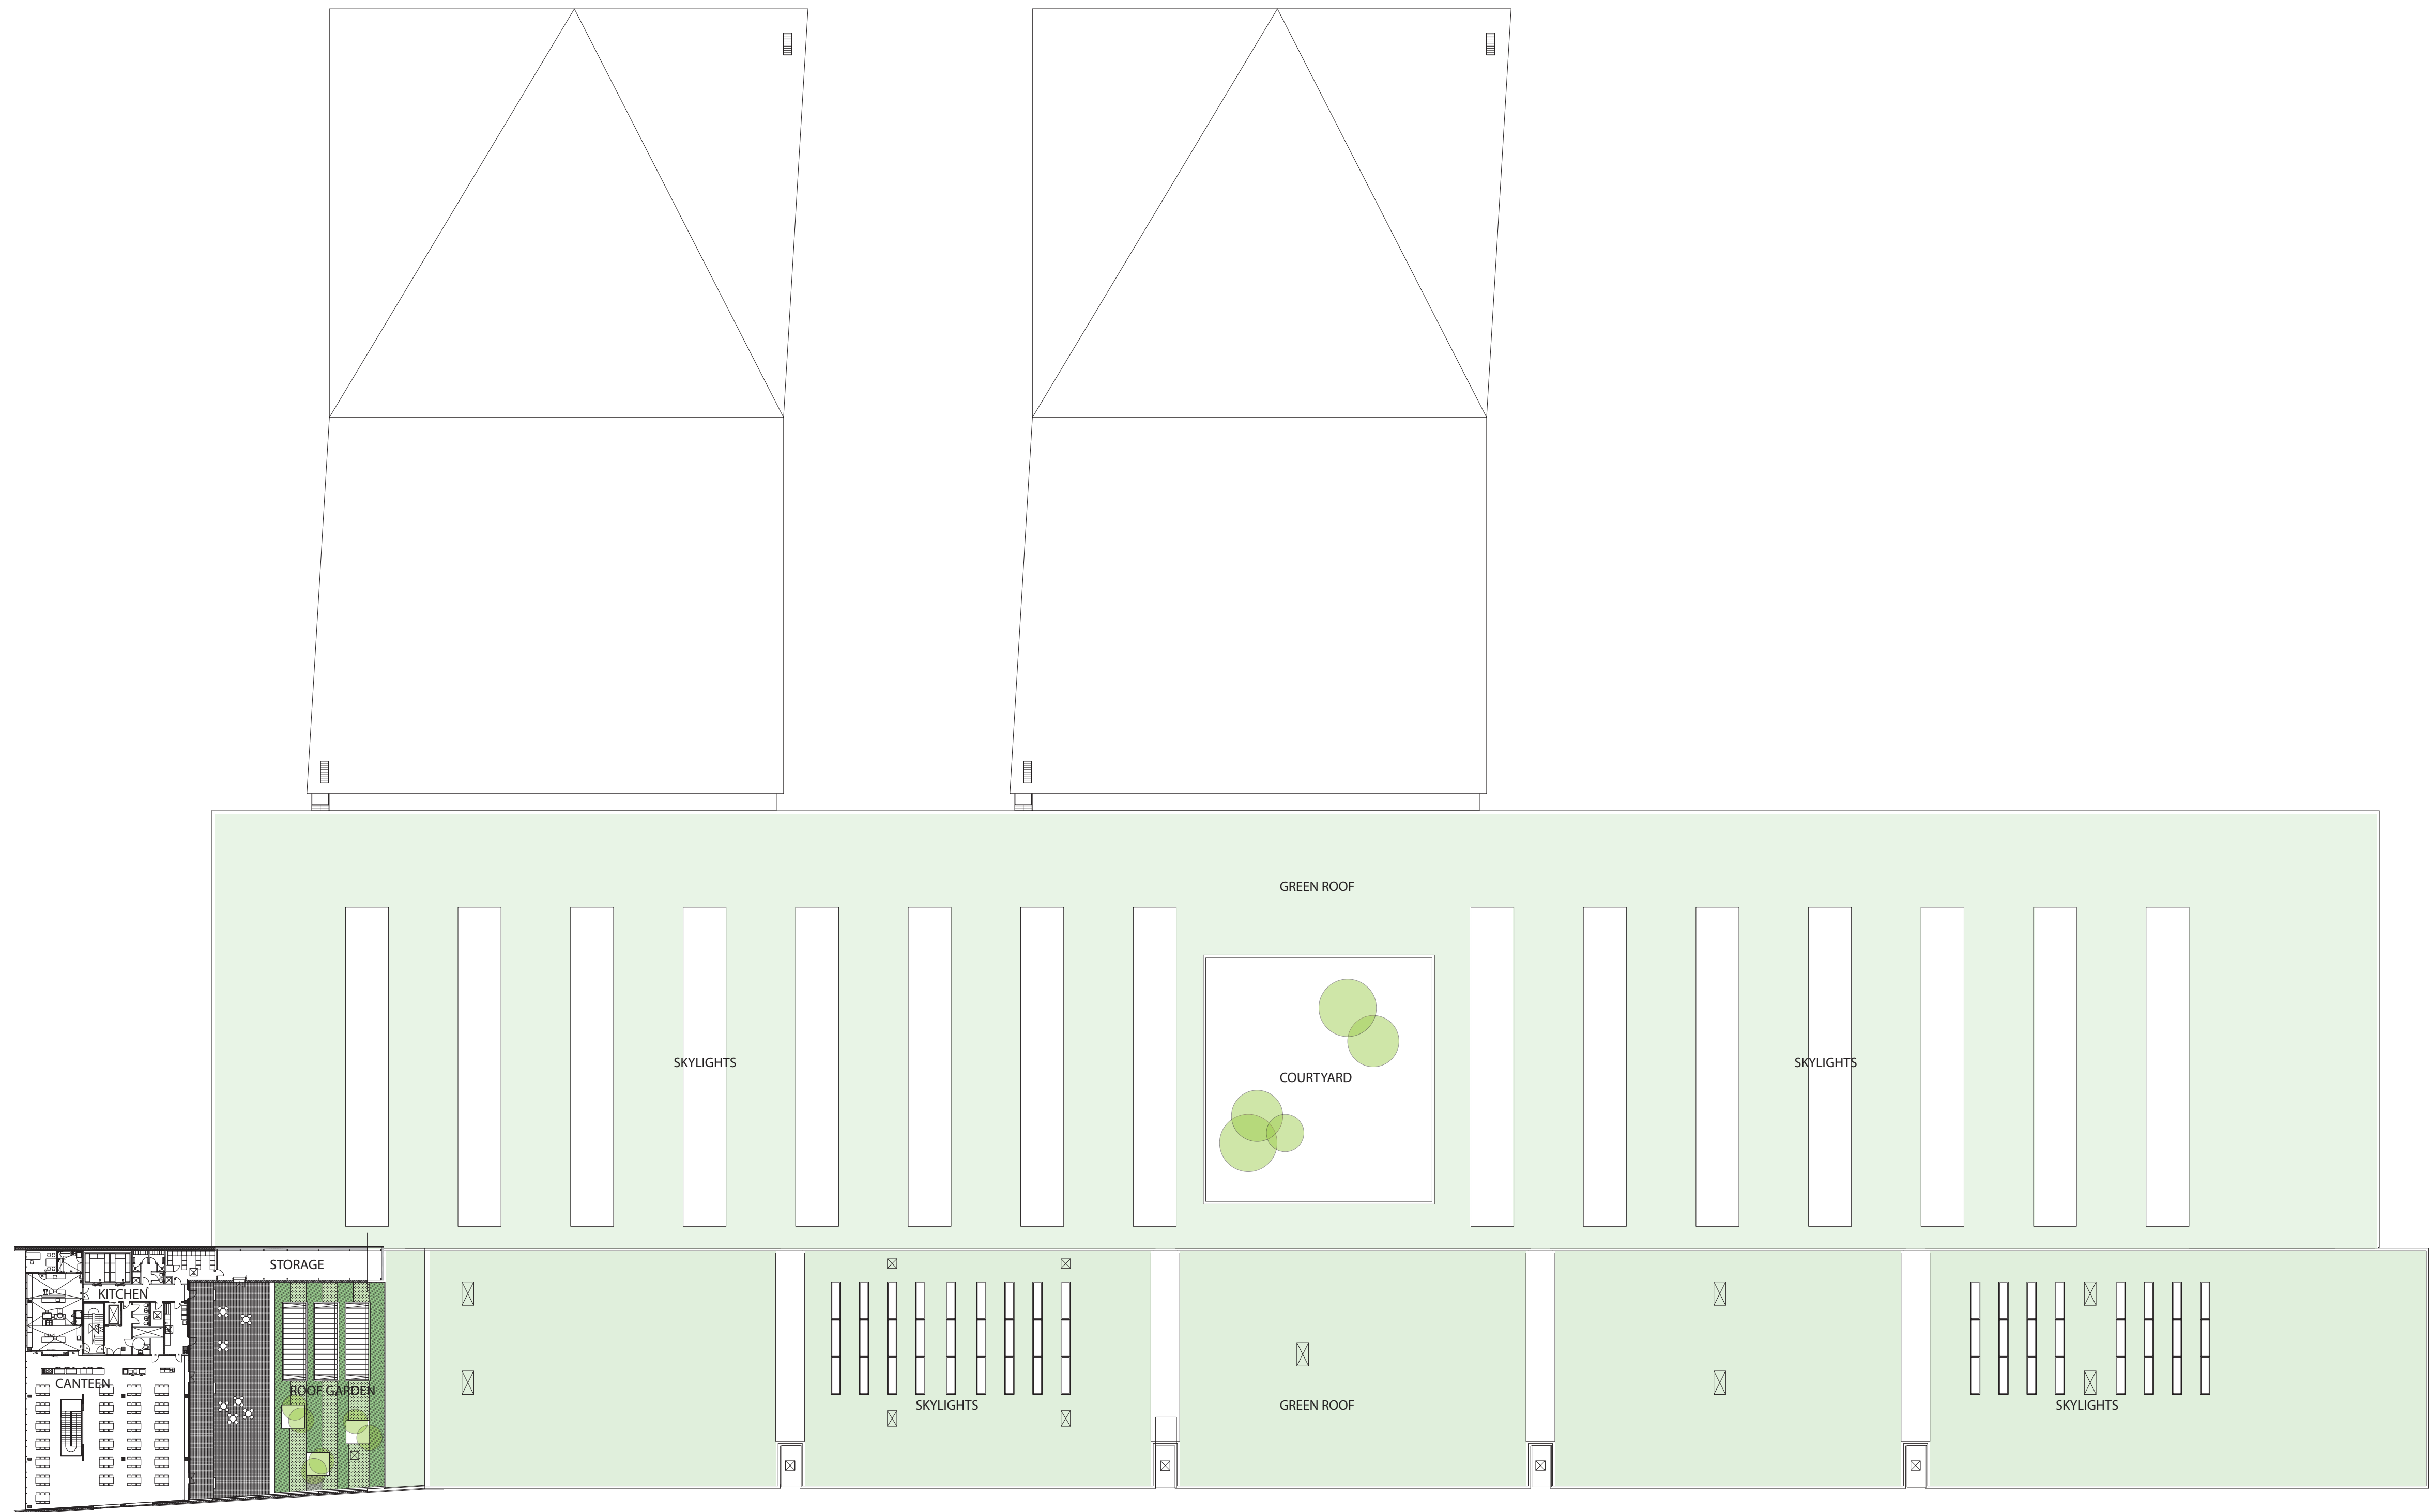 GREEN ROOF
SKYLIGHTS
SKYLIGHTS
COURTYARD
STORAGE
KITCHEN
CANTEEN
ROOF GARDEN
SKYLIGHTS
GREEN ROOF
SKYLIGHTS